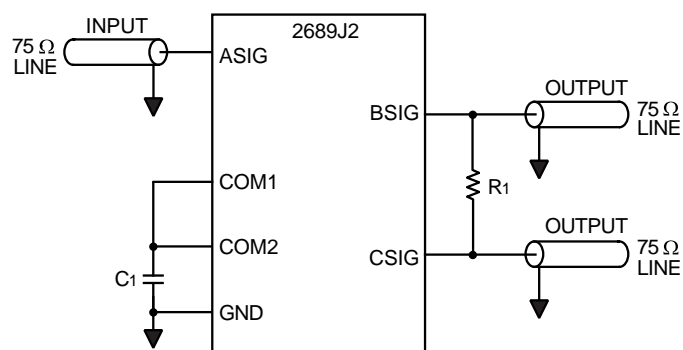 INPUT
75 Ω
LINE
2689J2
ASIG
BSIG
OUTPUT
75 Ω
LINE
COM1
R1
COM2
C1
CSIG
OUTPUT
75 Ω
LINE
GND